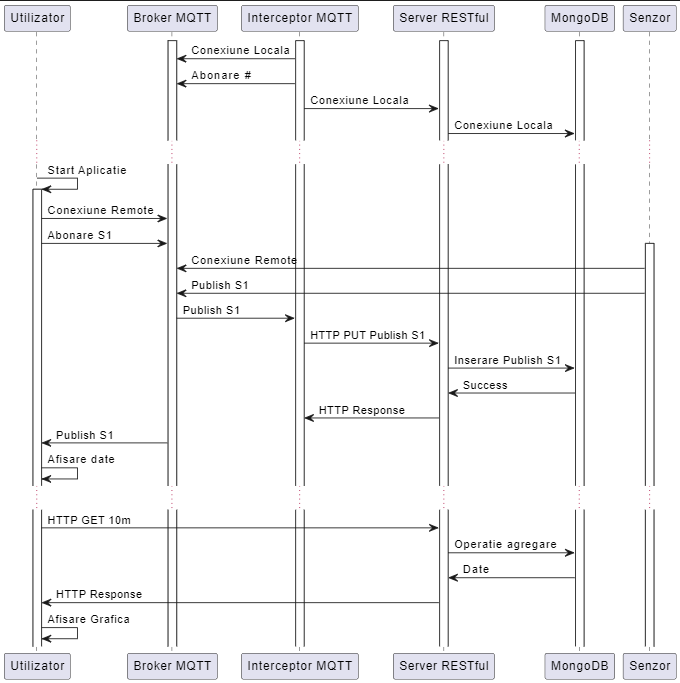 Utilizator Broker MQTT Interceptor MQTT Server RESTful MongoDB Senzor
Conexiune Locala
Abonare #
Conexiune Locala
Conexiune Locala
Start Aplicatie
Conexiune Remote
Abonare S1
Conexiune Remote
Publish S1
Publish S1
HTTP PUT Publish S1
Inserare Publish S1
Success
HTTP Response
Publish S1
Afisare date
HTTP GET 10m
Operatie agregare
Date
HTTP Response
Afisare Grafica
Utilizator Broker MQTT Interceptor MQTT Server RESTful MongoDB Senzor